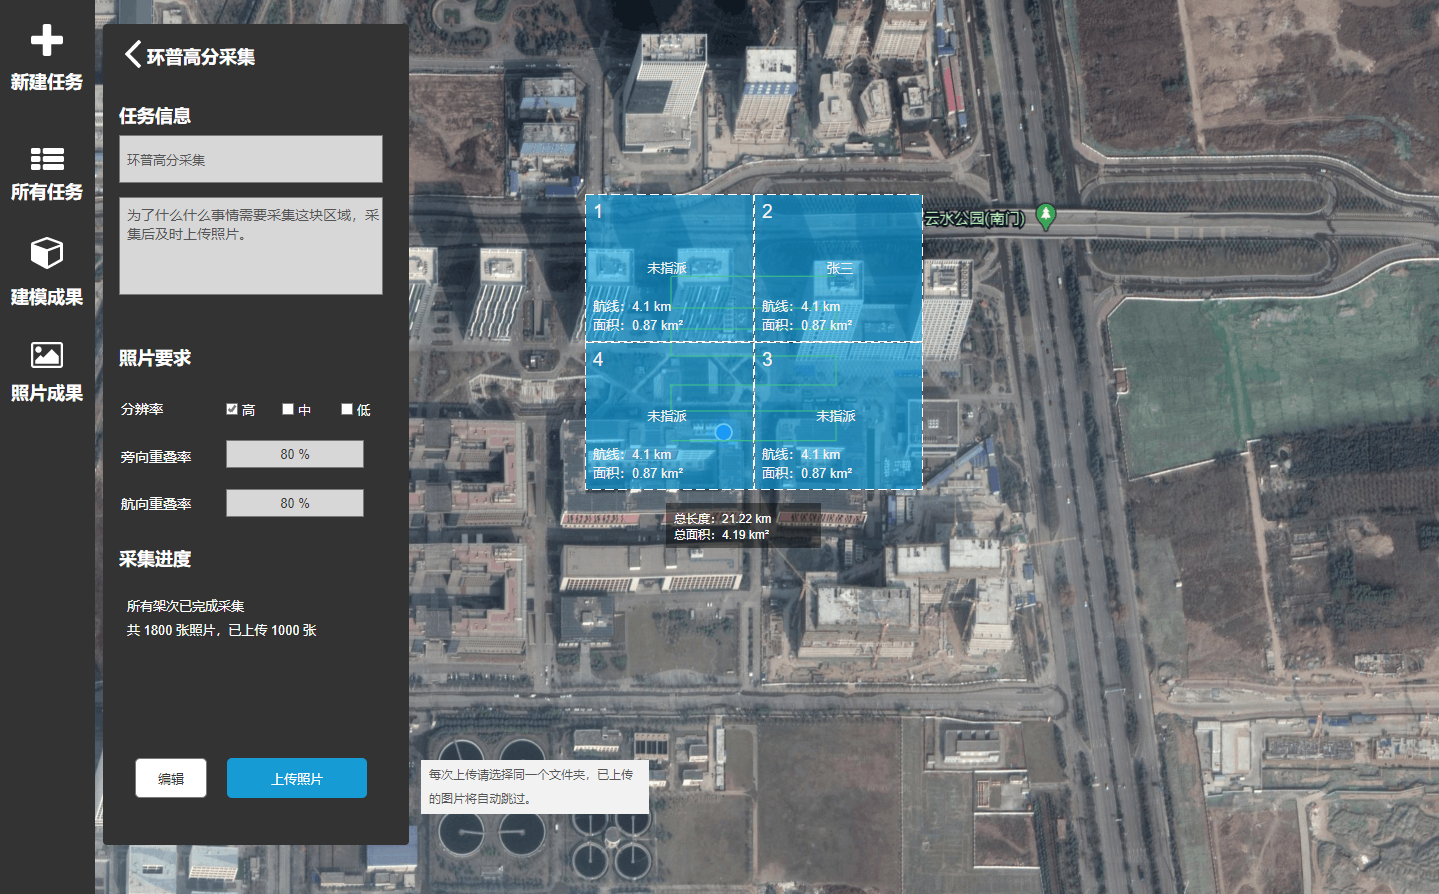 新建任务
所有任务
建模成果
照片成果
环普高分采集
任务信息
环普高分采集
为了什么什么事情需要采集这块区域，采
集后及时上传照片。
照片要求
分辨率 高 中 低
旁向重叠率 80 %
航向重叠率 80 %
采集进度
所有架次已完成采集
共 1800 张照片，已上传 1000 张
编辑 上传照片
每次上传请选择同一个文件夹，已上传
的图片将自动跳过。
1
未指派
航线：4.1 km
面积：0.87 km²
2
张三
航线：4.1 km
面积：0.87 km²
4
未指派
航线：4.1 km
面积：0.87 km²
3
未指派
航线：4.1 km
面积：0.87 km²
总长度：21.22 km
总面积：4.19 km²
云水公园(南门)